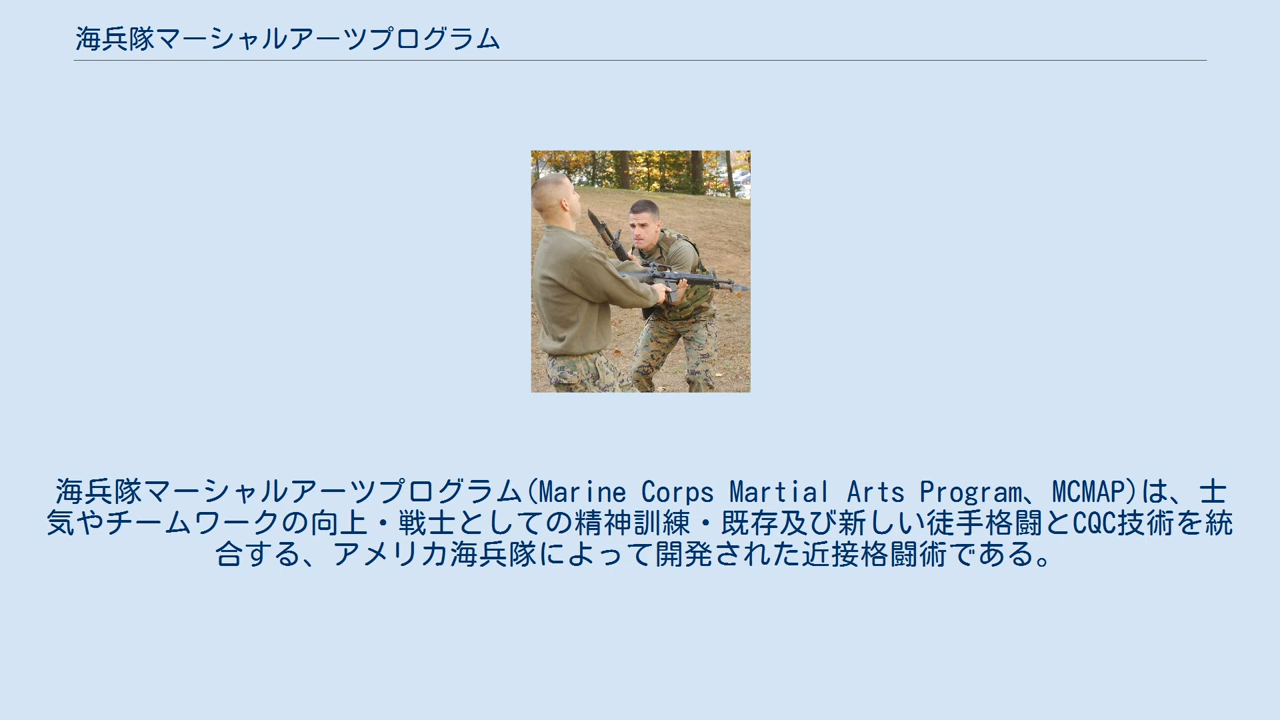 海兵隊マーシャルアーツプログラム
海兵隊マーシャルアーツプログラム(Marine Corps Martial Arts Program、MCMAP)は、士
気やチームワークの向上・戦士としての精神訓練・既存及び新しい徒手格闘とCQC技術を統
合する、アメリカ海兵隊によって開発された近接格闘術である。